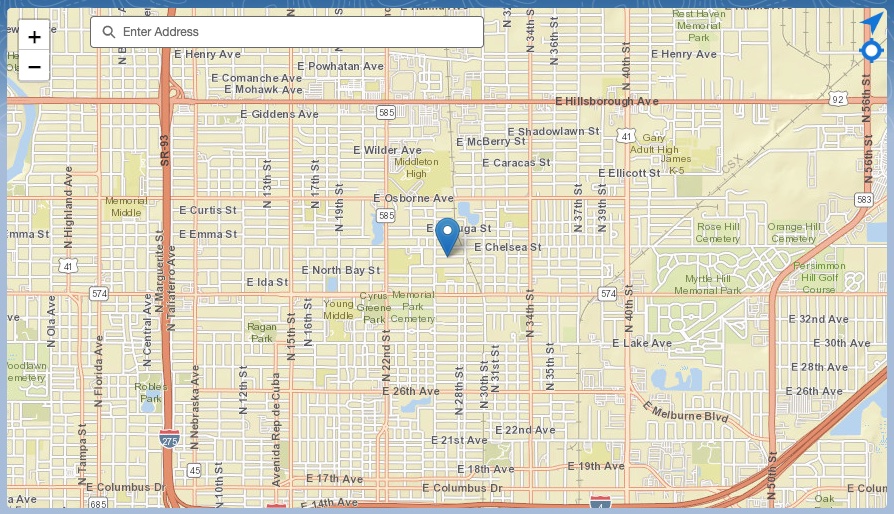 +
−
Enter Address
Rest Haven
Memorial
Park
E Henry Ave
E Henry Ave
E Powhatan Ave
E Comanche Ave
E Mohawk Ave
N 34th St
N 36th St
N 40th St
N 56th St
92
E Hillsborough Ave
585
E Giddens Ave
E Shadowlawn St
41
E McBerry St
Gary
Adult High
James
K-5
CSX
E Wilder Ave
SR-93
Middleton
High
E Caracas St
E Ellicott St
N 56th St
N 13th St
N 17th St
N 19th St
N 37th St
N 39th St
N Highland Ave
Memorial
Middle
E Osborne Ave
583
E Curtis St
585
E Emma St
E Chelsea St
Rose Hill
Cemetery
Orange Hill
Cemetery
41
N Marguerite St
N Taliaferro Ave
E North Bay St
E Ida St
Persimmon
Hill Golf
Course
Myrtle Hill
Memorial Park
574
574
Young
Middle
Cyrus
Greene
Park
Memorial
Park
Cemetery
N Ola Ave
N Central Ave
N 15th St
N 16th St
N 34th St
N 40th St
E 32nd Ave
Ragan
Park
E Lake Ave
E 30th Ave
N Florida Ave
N 22nd St
N 35th St
E 28th Ave
N 28th St
N 30th St
N 31st St
Robles
Park
N Nebraska Ave
N 12th St
Avenida Rep de Cuba
E 26th Ave
E 26th Ave
E Melburne Blvd
275
E 22nd Ave
E 21st Ave
N Tampa St
45
N 10th St
E 18th Ave
E 19th Ave
N 50th St
E 17th Ave
E Columbus Dr
E Columbus Dr
685
E 14th Ave
4
Oak